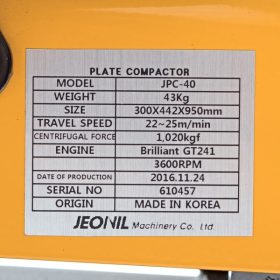 PLATE COMPACTOR
MODEL JPC-40
WEIGHT 43Kg
SIZE 300X442X950mm
TRAVEL SPEED 22~25m/min
CENTRIFUGAL FORCE 1,020kgf
ENGINE Brilliant GT241
3600RPM
DATE OF PRODUCTION 2016.11.24
SERIAL NO 610457
ORIGIN MADE IN KOREA
JEONIL Machinery Co. Ltd